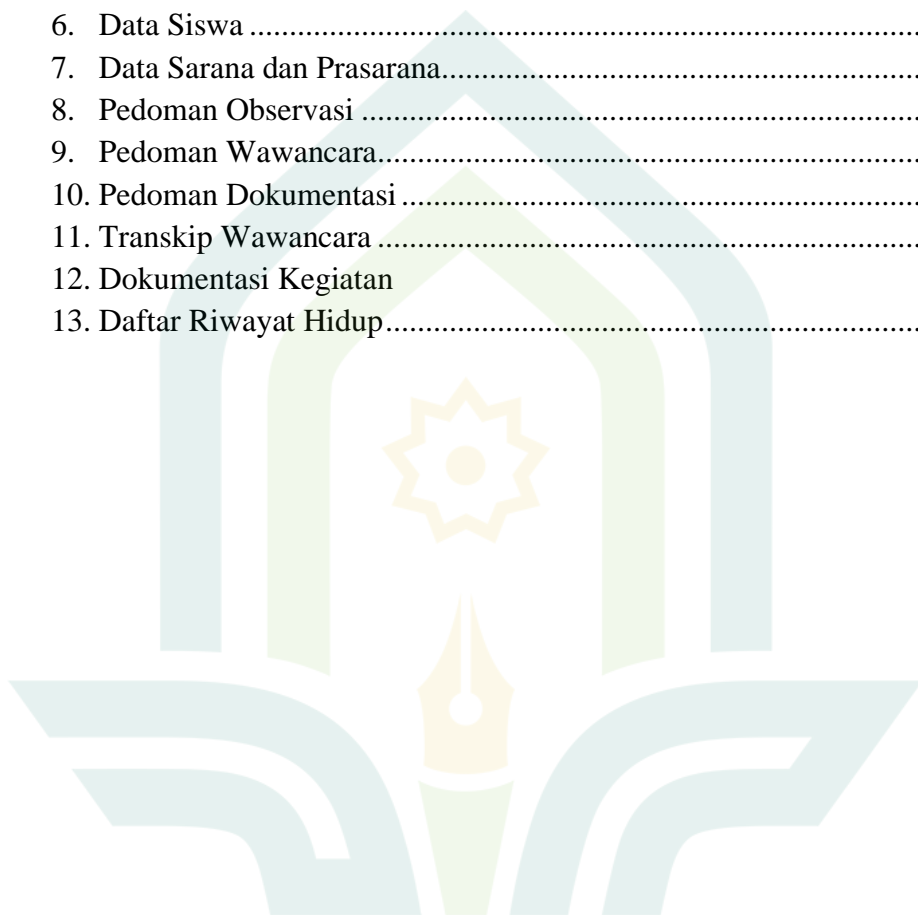 6. Data Siswa ........................................................................................
7. Data Sarana dan Prasarana................................................................
8. Pedoman Observasi ..........................................................................
9. Pedoman Wawancara........................................................................
10. Pedoman Dokumentasi ....................................................................
11. Transkip Wawancara ........................................................................
12. Dokumentasi Kegiatan
13. Daftar Riwayat Hidup.......................................................................